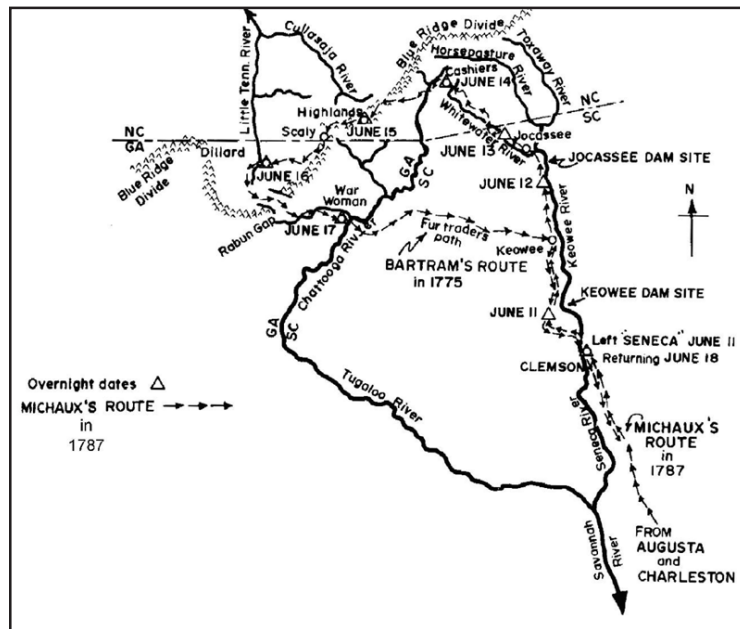 Cullasaja River
Blue Ridge Divide
Toxaway River
Horsepasture
River
Little Tenn. River
Cashiers
JUNE 14
Highlands
Whitewater River
NC
SC
NC
GA
Scaly
JUNE 15
JUNE 13
Jocassee
Dillard
JOCASSEE DAM SITE
Blue Ridge
Divide
JUNE 16
GA
SC
JUNE 12
N
War
Woman
Rabun Gap
JUNE 17
Chattooga River
Fur traders
path
Keowee
Keowee River
BARTRAM'S ROUTE
in 1775
KEOWEE DAM SITE
JUNE 11
GA
SC
Left "SENECA" JUNE 11
Returning JUNE 18
CLEMSON
Overnight dates
MICHAUX'S ROUTE
in
1787
Tugaloo River
Seneca River
MICHAUX'S
ROUTE
in
1787
FROM
AUGUSTA
and
CHARLESTON
Savannah
River